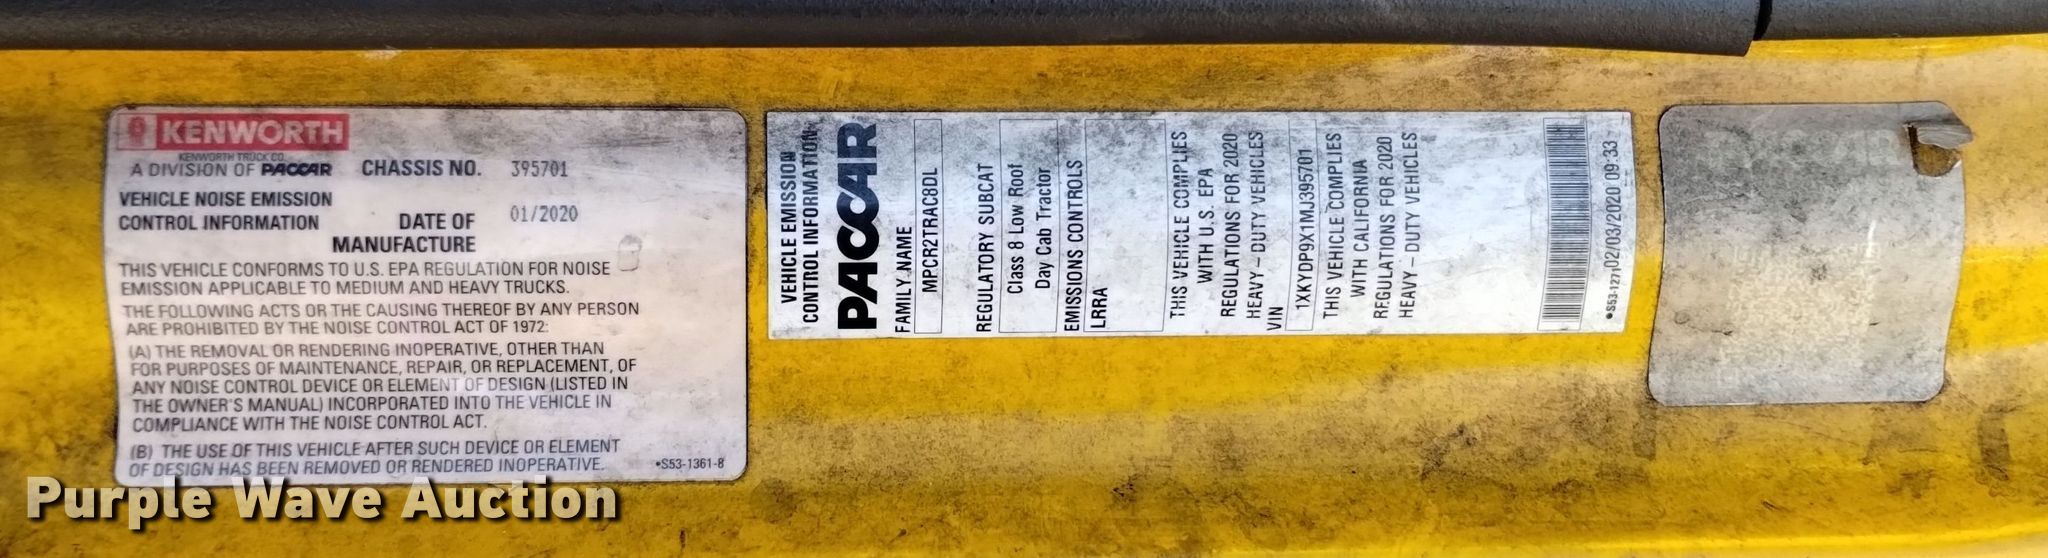 KENWORTH
KENWORTH TRUCK CO.
A DIVISION OF PACCAR
CHASSIS NO. 395701
VEHICLE NOISE EMISSION
CONTROL INFORMATION
DATE OF
MANUFACTURE
01/2020
THIS VEHICLE CONFORMS TO U.S. EPA REGULATION FOR NOISE
EMISSION APPLICABLE TO MEDIUM AND HEAVY TRUCKS.
THE FOLLOWING ACTS OR THE CAUSING THEREOF BY ANY PERSON
ARE PROHIBITED BY THE NOISE CONTROL ACT OF 1972:
(A) THE REMOVAL OR RENDERING INOPERATIVE, OTHER THAN
FOR PURPOSES OF MAINTENANCE, REPAIR, OR REPLACEMENT, OF
ANY NOISE CONTROL DEVICE OR ELEMENT OF DESIGN (LISTED IN
THE OWNER'S MANUAL) INCORPORATED INTO THE VEHICLE IN
COMPLIANCE WITH THE NOISE CONTROL ACT.
(B) THE USE OF THIS VEHICLE AFTER SUCH DEVICE OR ELEMENT
OF DESIGN HAS BEEN REMOVED OR RENDERED INOPERATIVE.
•S53-1361-8
VEHICLE EMISSION
CONTROL INFORMATION
PACCAR
FAMILY NAME
MPCR2TRAC8DL
REGULATORY SUBCAT
Class 8 Low Roof
Day Cab Tractor
EMISSIONS CONTROLS
LRRA
THIS VEHICLE COMPLIES
WITH U.S. EPA
REGULATIONS FOR 2020
HEAVY-DUTY VEHICLES
VIN
1XKYDP9X1MJ395701
THIS VEHICLE COMPLIES
WITH CALIFORNIA
REGULATIONS FOR 2020
HEAVY-DUTY VEHICLES
•S53-1271 02/03/2020 09:33
Purple Wave Auction